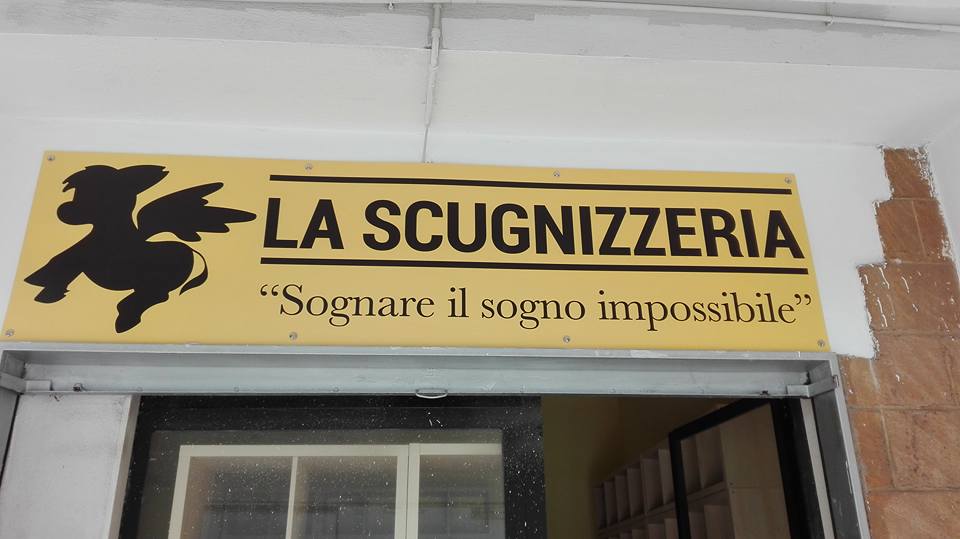 LA SCUGNIZZERIA
“Sognare il sogno impossibile”